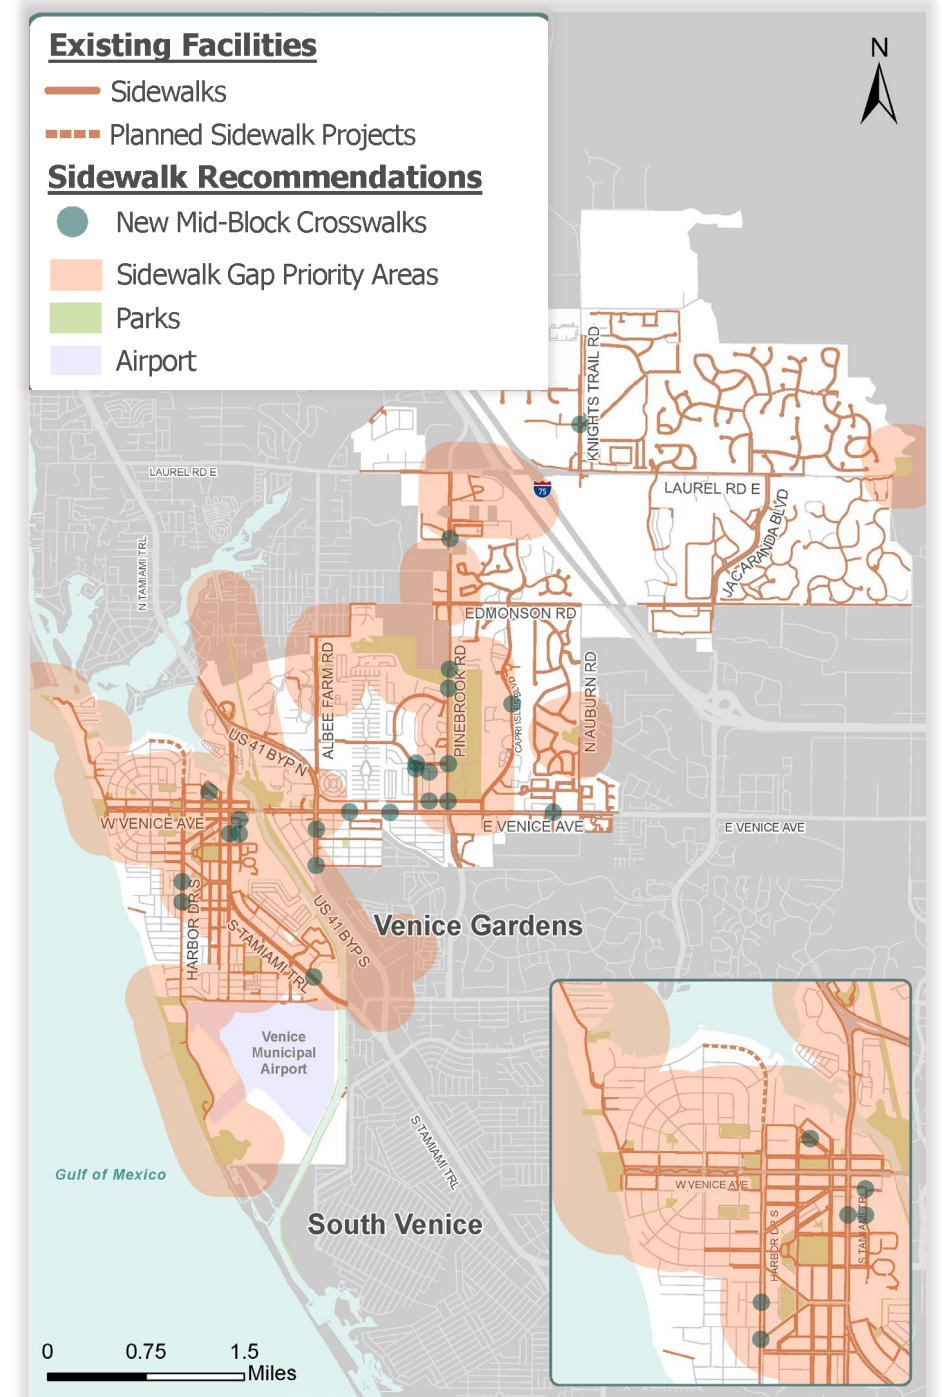 Existing Facilities
Sidewalks
Planned Sidewalk Projects
Sidewalk Recommendations
New Mid-Block Crosswalks
Sidewalk Gap Priority Areas
Parks
Airport
N
KNIGHTS TRAIL RD
LAUREL RD E
75
LAUREL RD E
JACARANDA BLVD
N TAMIAMI TRL
EDMONSON RD
ALBEE FARM RD
PINEBROOK RD
CAPRI ISLES BLVD
N AUBURN RD
US 41 BYP N
W VENICE AVE
E VENICE AVE
E VENICE AVE
HARBOR DR S
S TAMIAMI TRL
US 41 BYP S
Venice Gardens
Venice
Municipal
Airport
S TAMIAMI TRL
Gulf of Mexico
South Venice
W VENICE AVE
HARBOR DR S
S TAMIAMI TRL
0 0.75 1.5
Miles